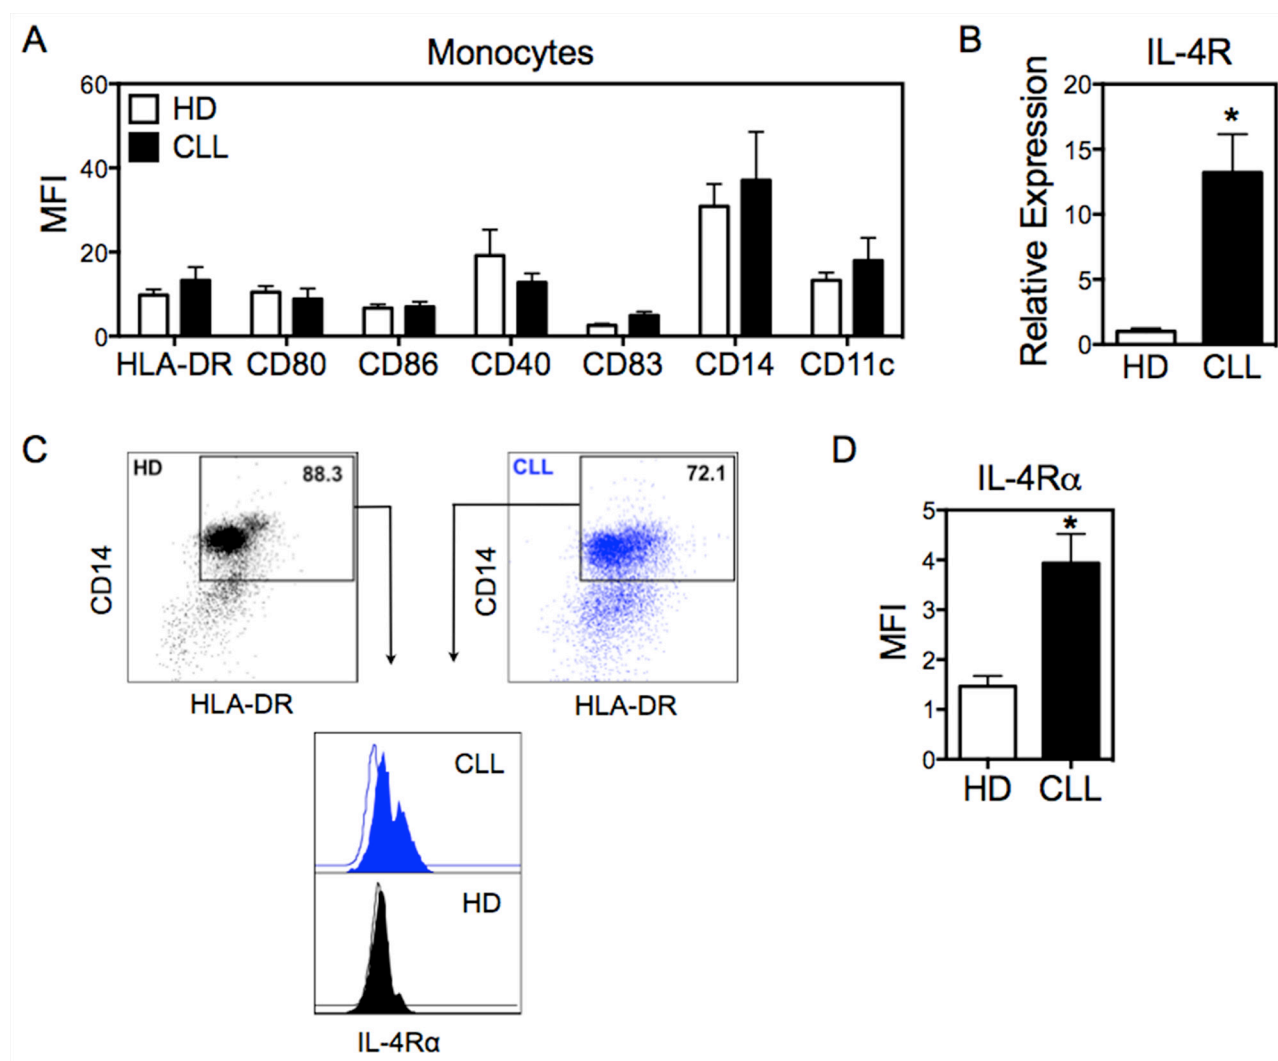 A
Monocytes
MFI
60
40
20
0
HD
CLL
HLA-DR CD80 CD86 CD40 CD83 CD14 CD11c
B
IL-4R
Relative Expression
20
15
10
5
0
*
HD CLL
C
HD
88.3
CD14
HLA-DR
CLL
72.1
CD14
HLA-DR
CLL
HD
IL-4Rα
D
IL-4Rα
MFI
5
4
3
2
1
0
*
HD CLL